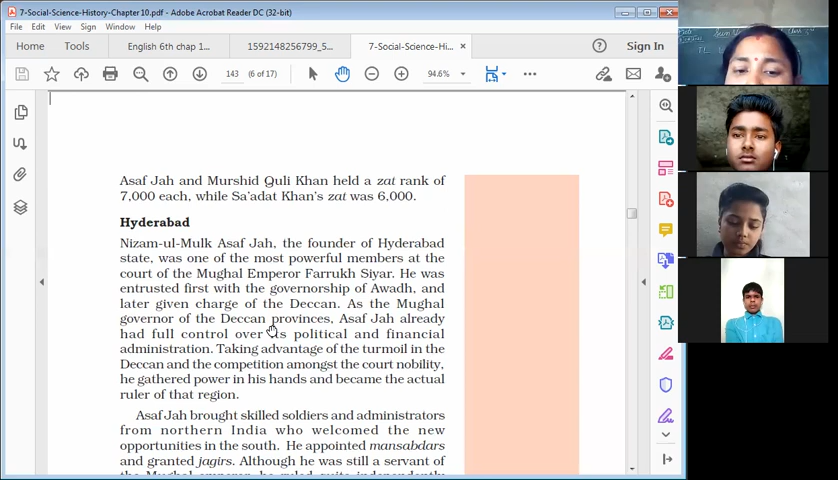 7-Social-Science-History-Chapter10.pdf - Adobe Acrobat Reader DC (32-bit)
File Edit View Sign Window Help
Home Tools English 6th chap 1... 1592148256799_5... 7-Social-Science-Hi... × Sign In
143 (6 of 17) 94.6%
Asaf Jah and Murshid Quli Khan held a zat rank of
7,000 each, while Sa'adat Khan's zat was 6,000.
Hyderabad
Nizam-ul-Mulk Asaf Jah, the founder of Hyderabad
state, was one of the most powerful members at the
court of the Mughal Emperor Farrukh Siyar. He was
entrusted first with the governorship of Awadh, and
later given charge of the Deccan. As the Mughal
governor of the Deccan provinces, Asaf Jah already
had full control over its political and financial
administration. Taking advantage of the turmoil in the
Deccan and the competition amongst the court nobility,
he gathered power in his hands and became the actual
ruler of that region.
Asaf Jah brought skilled soldiers and administrators
from northern India who welcomed the new
opportunities in the south. He appointed mansabdars
and granted jagirs. Although he was still a servant of
the Mughal emperor, he ruled quite independently